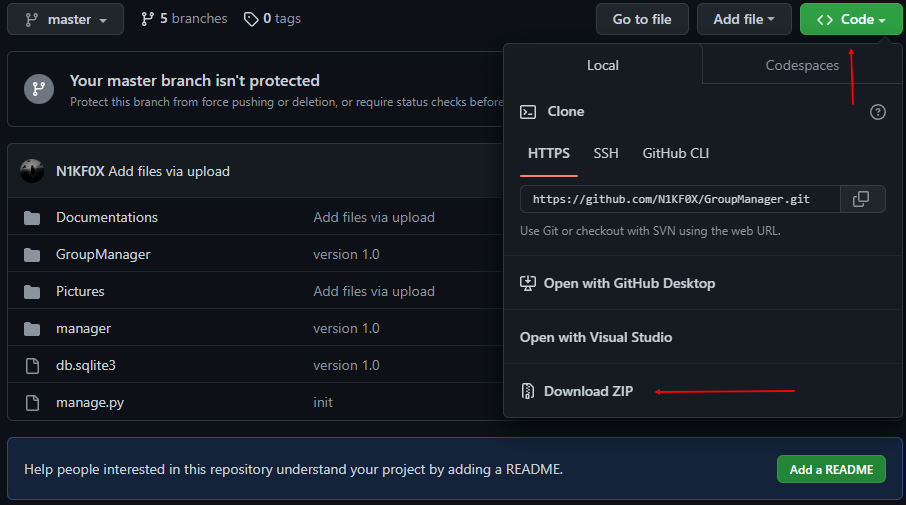 master
5 branches
0 tags
Go to file
Add file
Code
Your master branch isn't protected
Protect this branch from force pushing or deletion, or require status checks before
Local
Codespaces
Clone
HTTPS
SSH
GitHub CLI
https://github.com/N1KF0X/GroupManager.git
Use Git or checkout with SVN using the web URL.
Open with GitHub Desktop
Open with Visual Studio
Download ZIP
N1KF0X Add files via upload
Documentations Add files via upload
GroupManager version 1.0
Pictures Add files via upload
manager version 1.0
db.sqlite3 version 1.0
manage.py init
Help people interested in this repository understand your project by adding a README.
Add a README